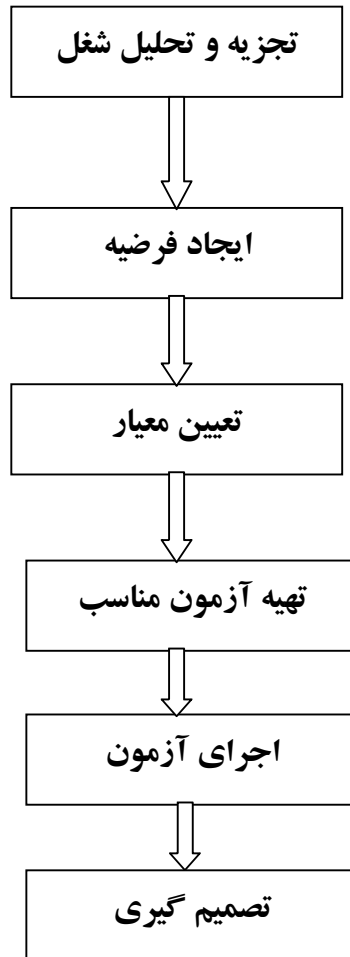 تجزیه و تحلیل شغل
ایجاد فرضیه
تعیین معیار
تهیه آزمون مناسب
اجرای آزمون
تصمیم گیری